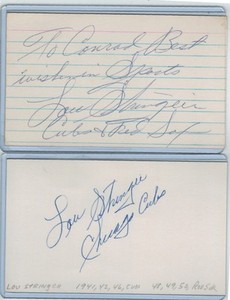 To Conrad Best
wishes in Sports
Lou Stringer
Cubs & Red Sox
Lou Stringer
Chicago Cubs
LOU STRINGER 1941, 42, 46, CUBS 48, 49, 50, RED SOX